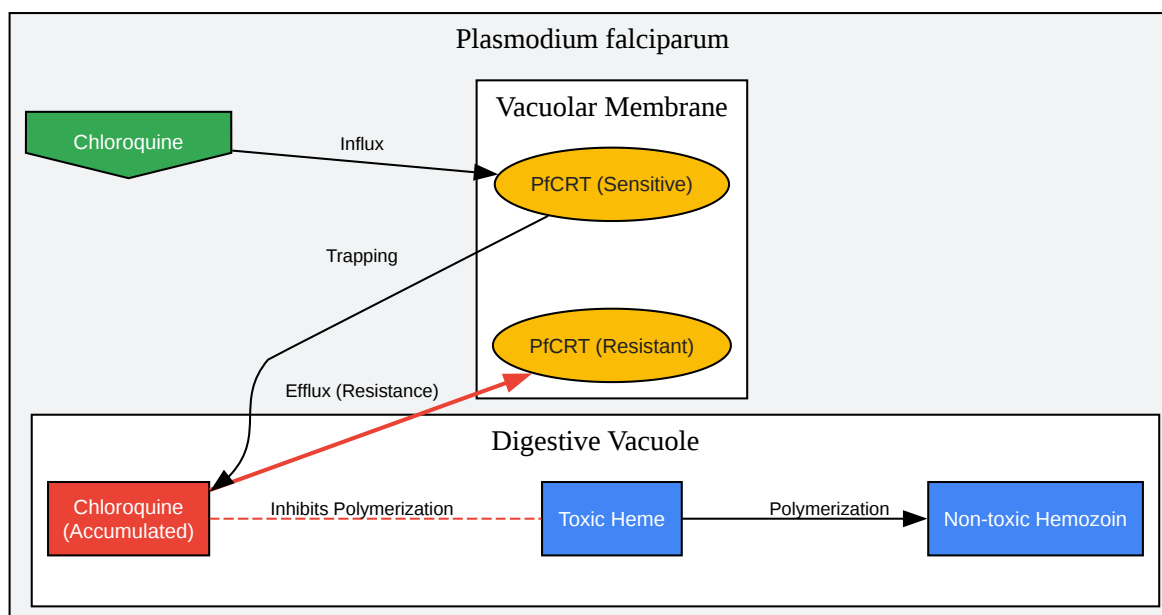 Plasmodium falciparum
Vacuolar Membrane
Chloroquine
Influx
PfCRT (Sensitive)
Trapping
PfCRT (Resistant)
Efflux (Resistance)
Digestive Vacuole
Chloroquine
(Accumulated)
Inhibits Polymerization
Toxic Heme
Polymerization
Non-toxic Hemozoin